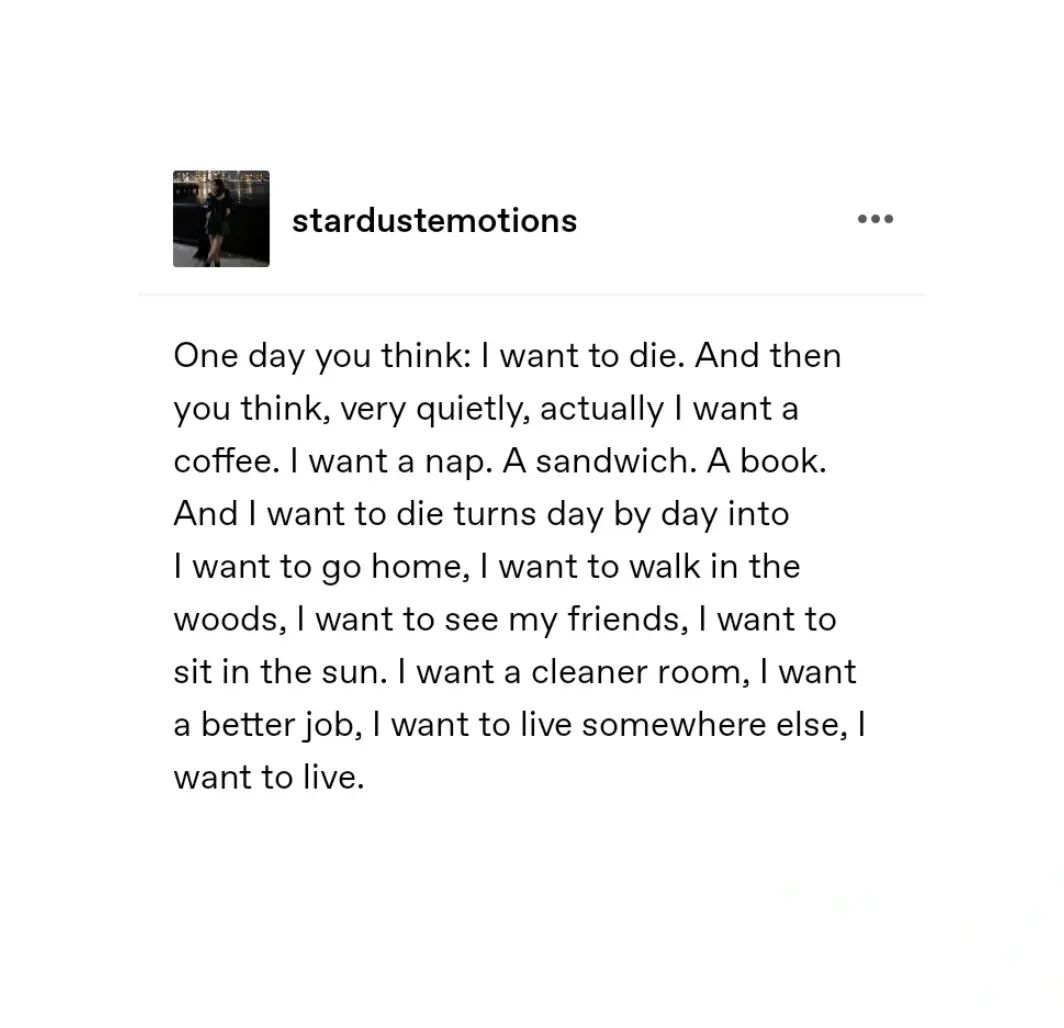 stardustemotions
One day you think: I want to die. And then
you think, very quietly, actually I want a
coffee. I want a nap. A sandwich. A book.
And I want to die turns day by day into
I want to go home, I want to walk in the
woods, I want to see my friends, I want to
sit in the sun. I want a cleaner room, I want
a better job, I want to live somewhere else, I
want to live.